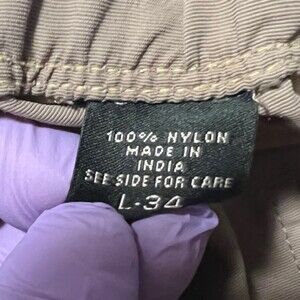 100% NYLON
MADE IN
INDIA
SEE SIDE FOR CARE
L-34